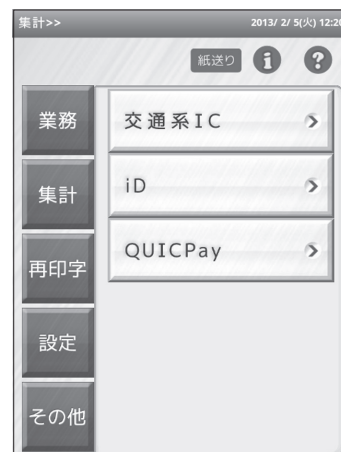 集計>> 2013/ 2/ 5(火) 12:20
紙送り i ?
業務
集計
再印字
設定
その他
交通系IC >
iD >
QUICPay >